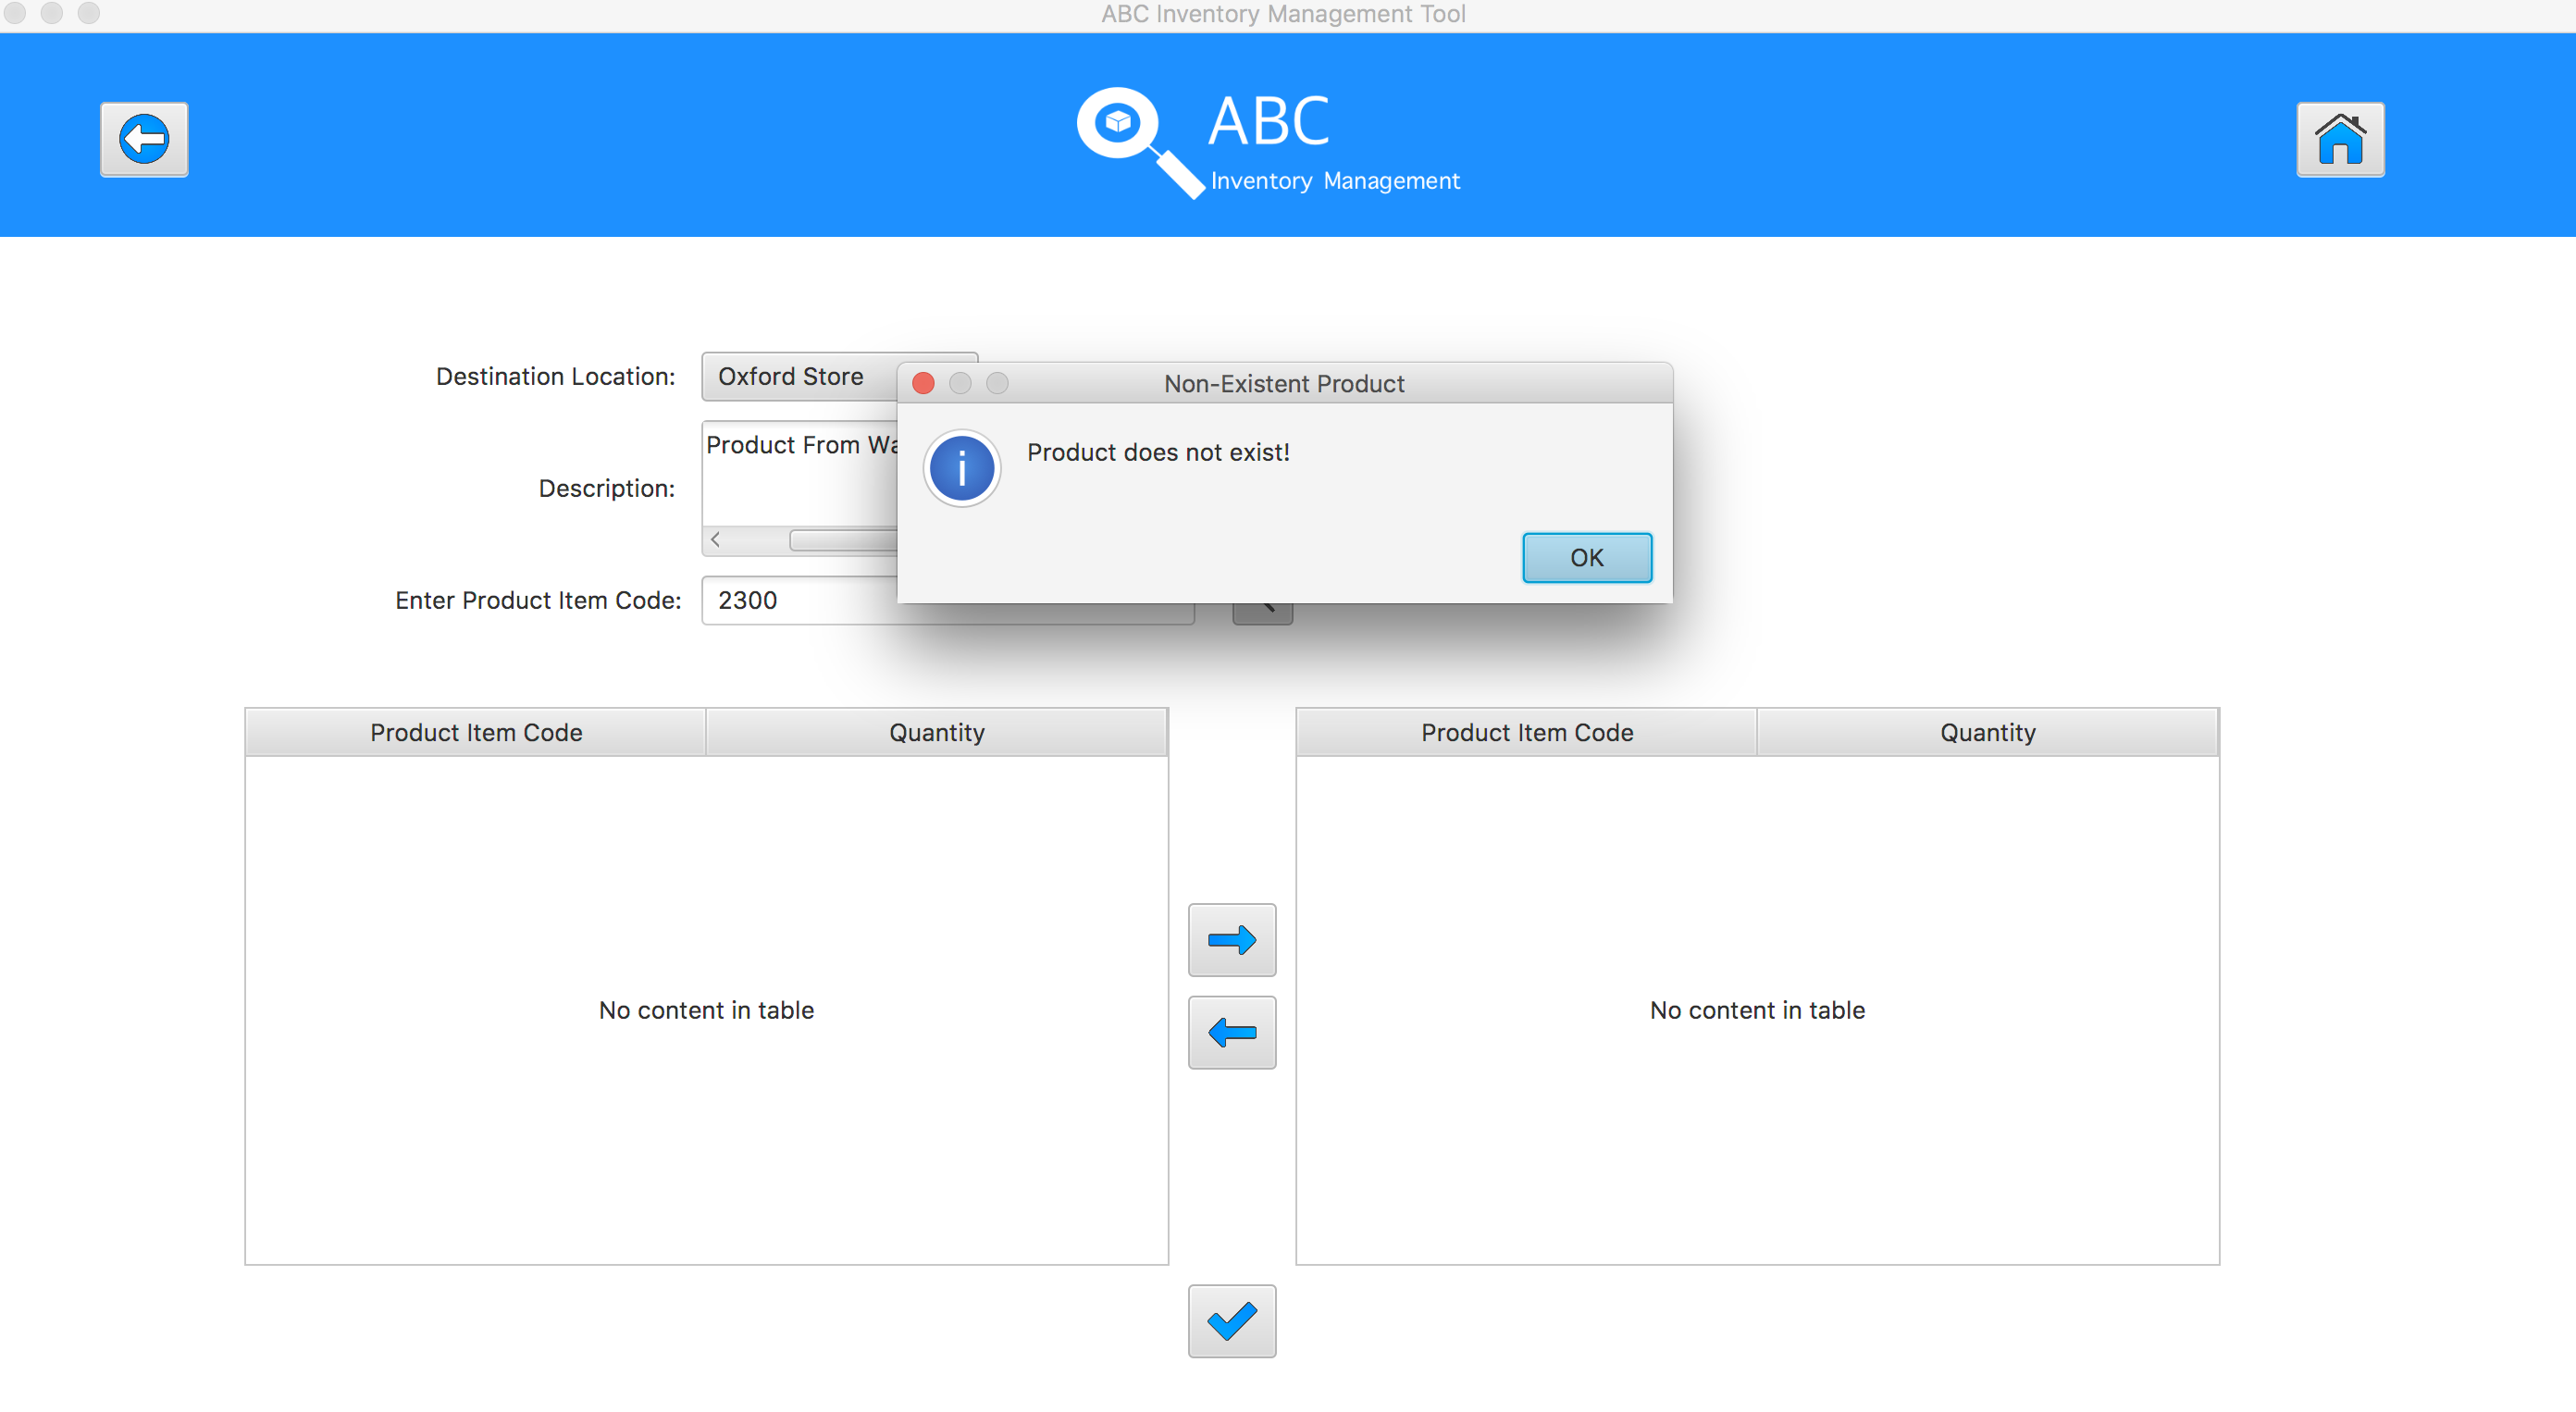 ABC Inventory Management Tool
ABC
Inventory Management
Destination Location:
Oxford Store
Non-Existent Product
Product does not exist!
OK
Description:
Product From
Enter Product Item Code:
2300
Product Item Code
Quantity
Product Item Code
Quantity
No content in table
No content in table